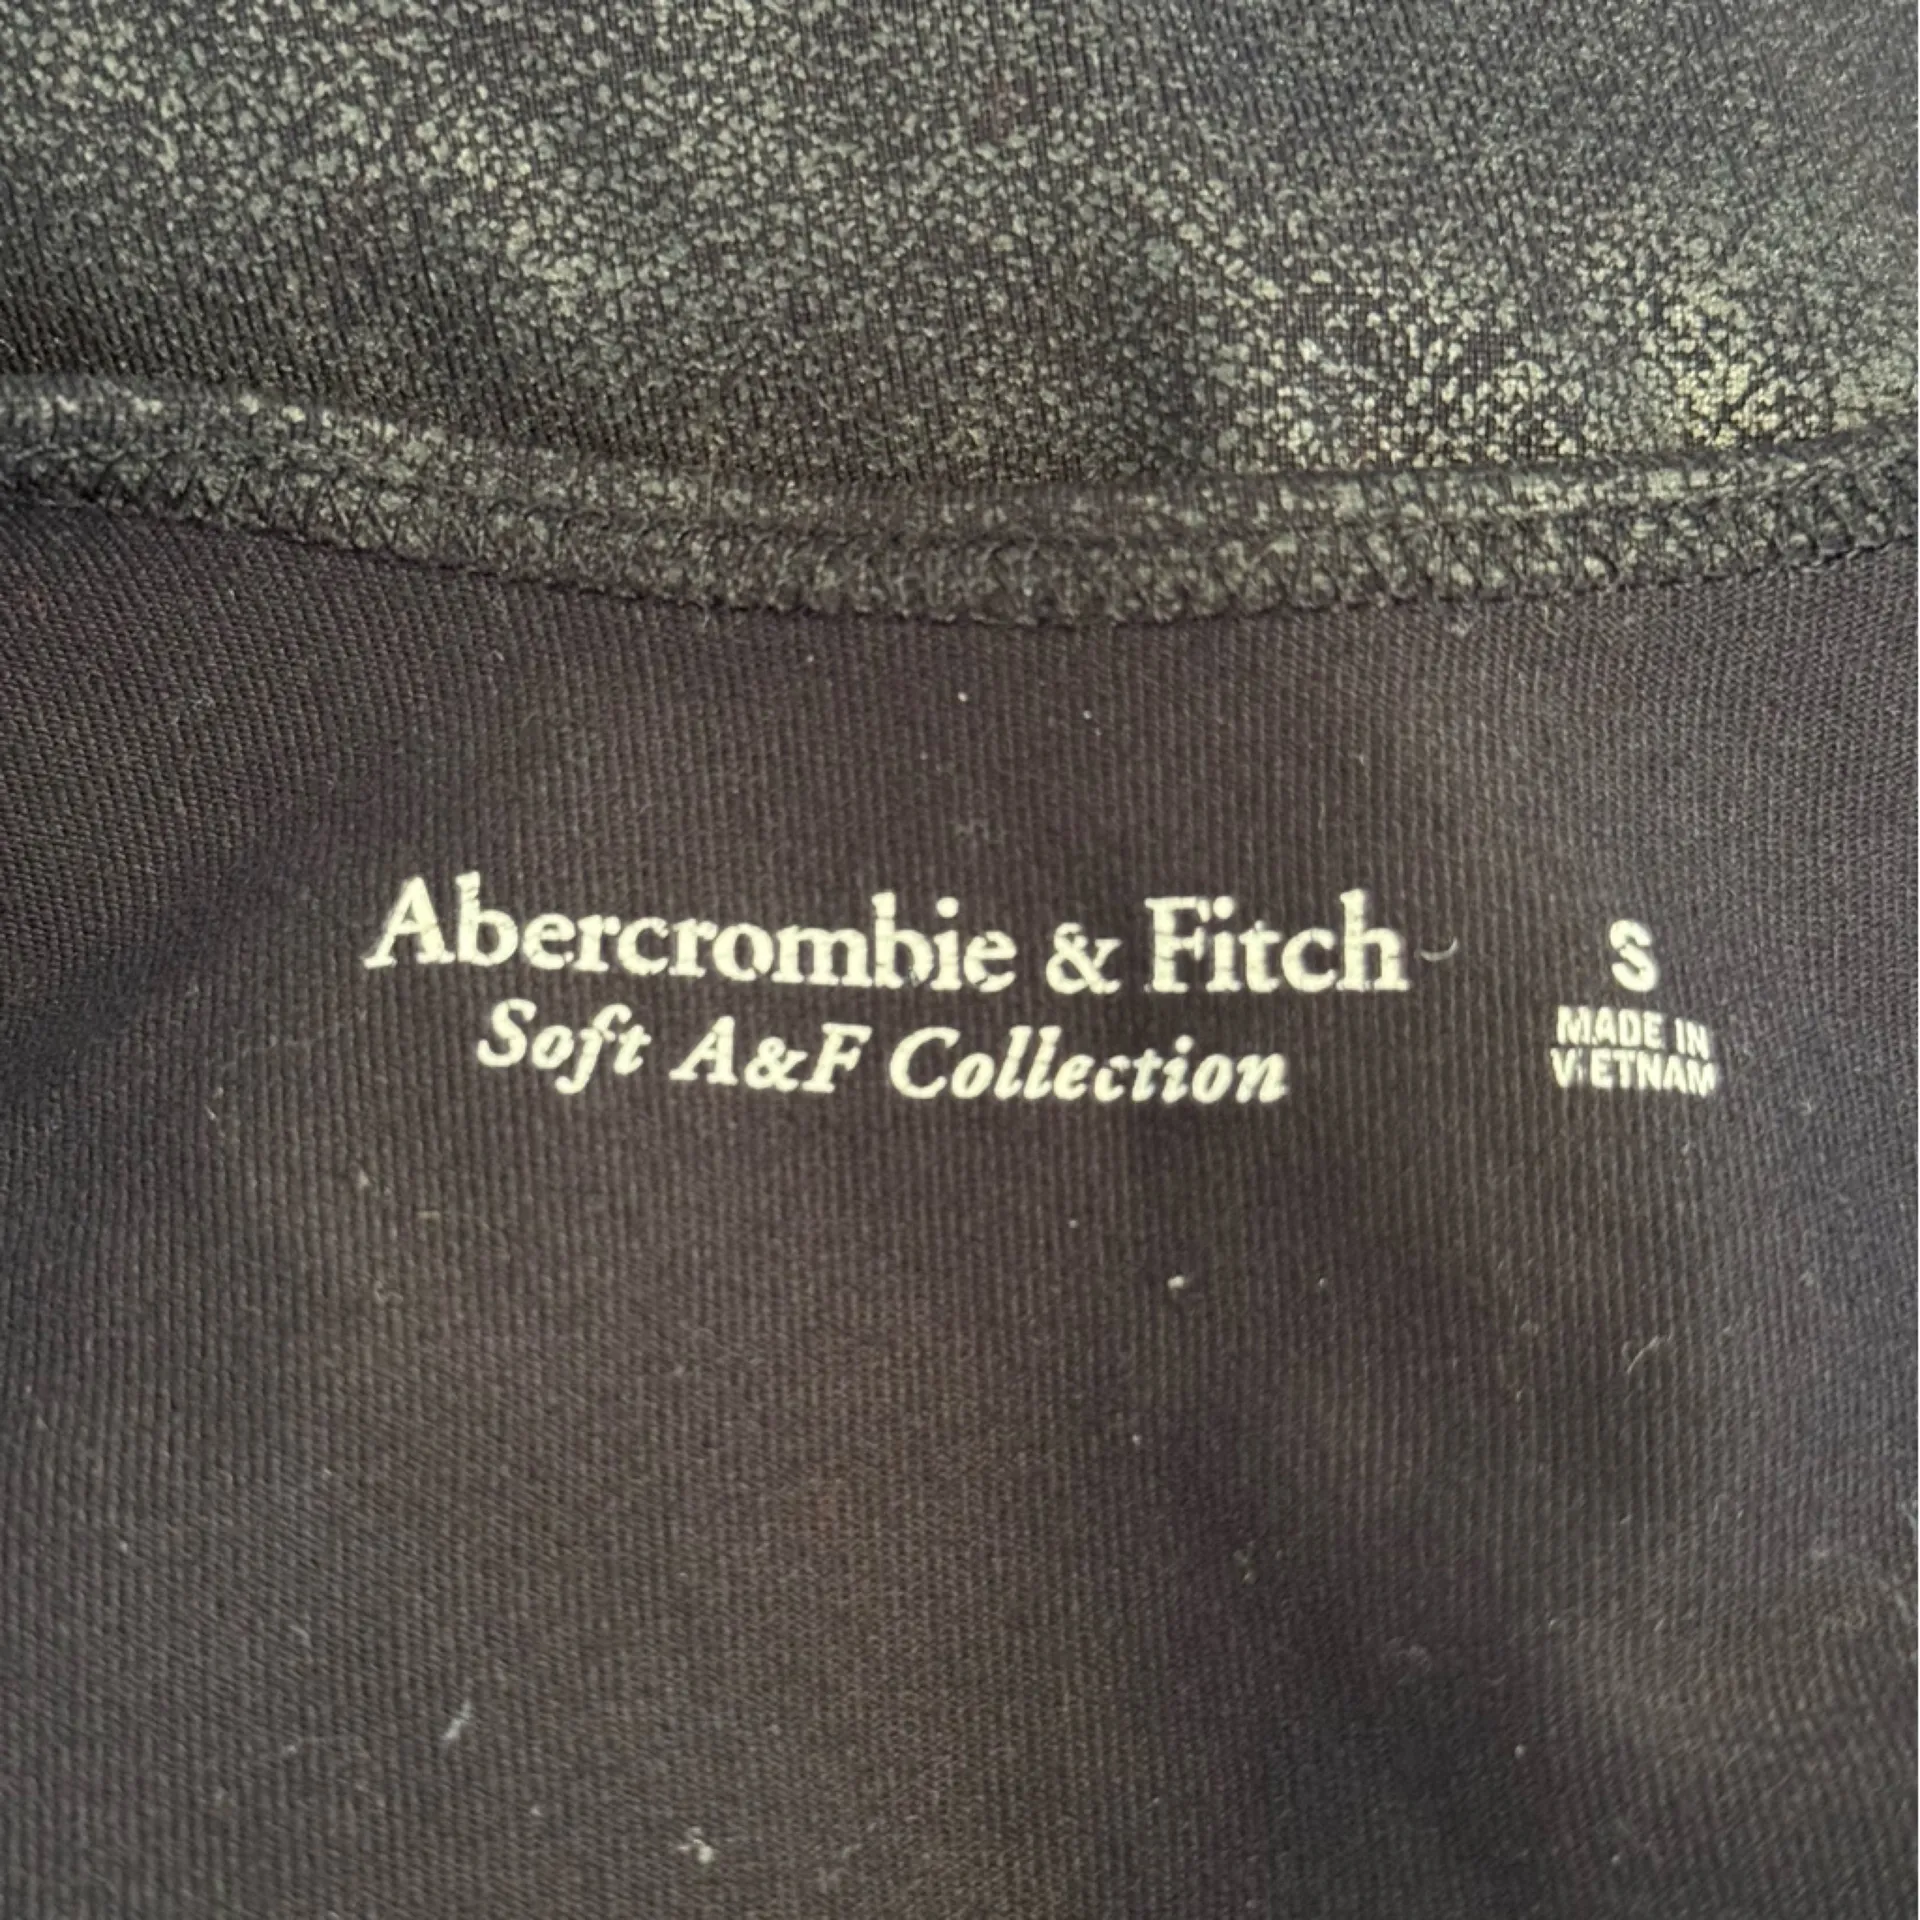 Abercrombie & Fitch
Soft A&F Collection
S
MADE IN
VIETNAM